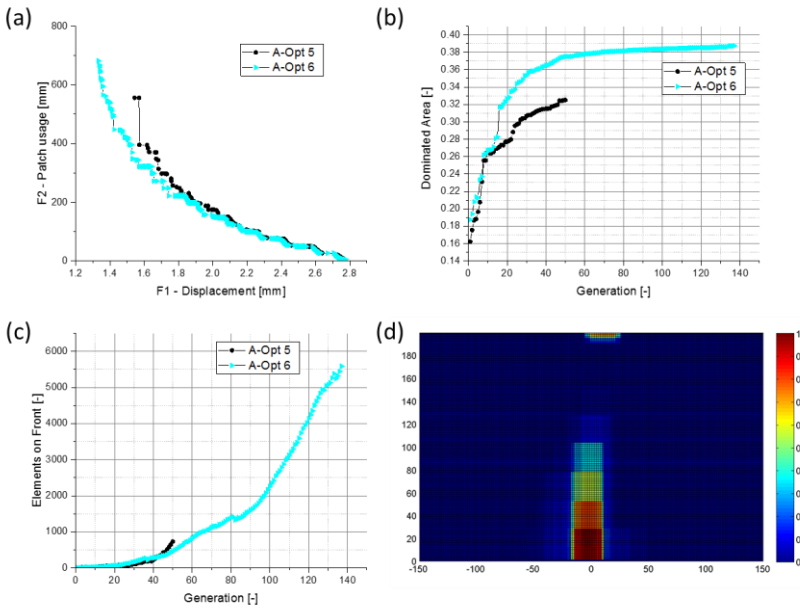 (a)
800
600
400
200
0
F2 - Patch usage [mm]
A-Opt 5
A-Opt 6
1.2 1.4 1.6 1.8 2.0 2.2 2.4 2.6 2.8
F1 - Displacement [mm]
(b)
0.40
0.38
0.36
0.34
0.32
0.30
0.28
0.26
0.24
0.22
0.20
0.18
0.16
0.14
Dominated Area [-]
A-Opt 5
A-Opt 6
0 20 40 60 80 100 120 140
Generation [-]
(c)
6000
5000
4000
3000
2000
1000
0
Elements on Front [-]
A-Opt 5
A-Opt 6
0 20 40 60 80 100 120 140
Generation [-]
(d)
180
160
140
120
100
80
60
40
20
0
-150 -100 -50 0 50 100 150